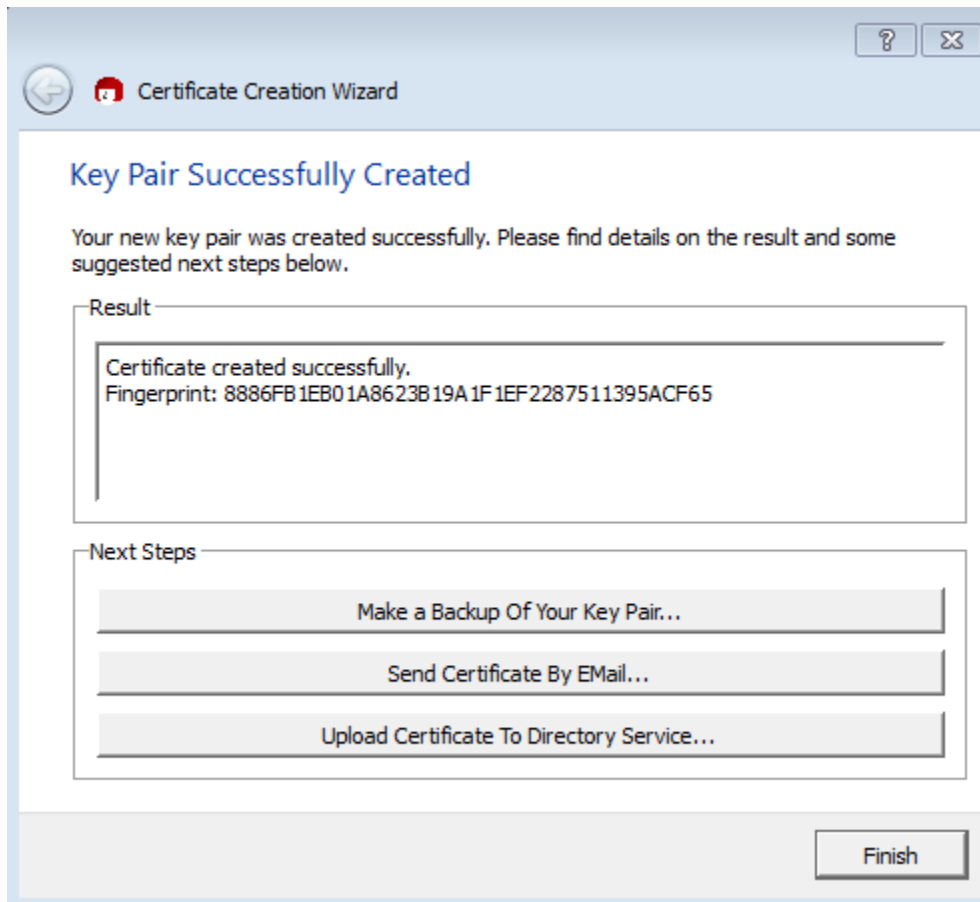 Certificate Creation Wizard
Key Pair Successfully Created
Your new key pair was created successfully. Please find details on the result and some
suggested next steps below.
Result
Certificate created successfully.
Fingerprint: 8886FB1EB01A8623B19A1F1EF2287511395ACF65
Next Steps
Make a Backup Of Your Key Pair...
Send Certificate By EMail...
Upload Certificate To Directory Service...
Finish